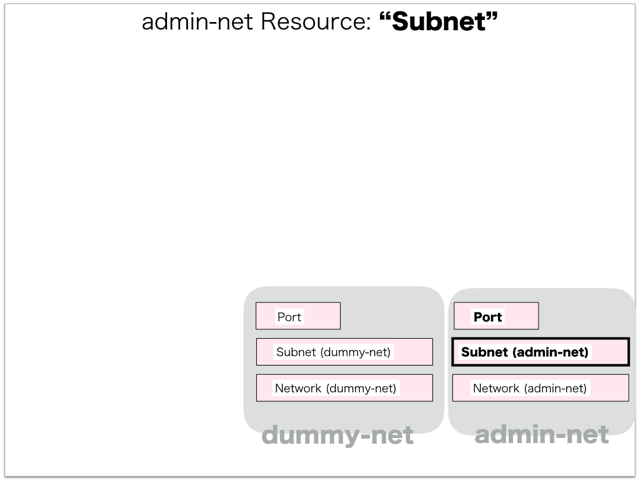 admin-net Resource: “Subnet”
Port
Subnet (dummy-net)
Network (dummy-net)
dummy-net
Port
Subnet (admin-net)
Network (admin-net)
admin-net